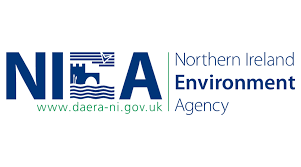 NIEA
www.daera-ni.gov.uk
Northern Ireland
Environment
Agency